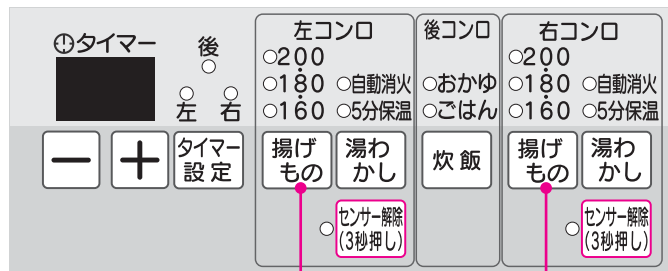 タイマー
後
左 右
− + タイマー設定
左コンロ
200
180 自動消火
160 5分保温
揚げもの 湯わかし
センサー解除
(3秒押し)
後コンロ
おかゆ
ごはん
炊飯
右コンロ
200
180 自動消火
160 5分保温
揚げもの 湯わかし
センサー解除
(3秒押し)